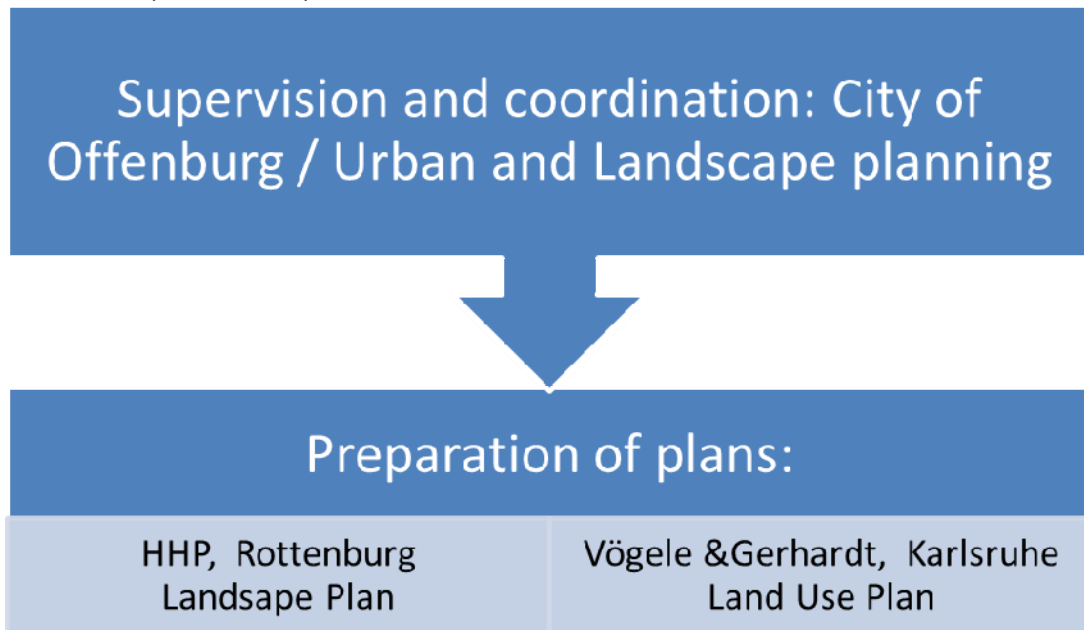 Supervision and coordination: City of
Offenburg / Urban and Landscape planning
Preparation of plans:
HHP, Rottenburg
Landsape Plan
Vögele &Gerhardt, Karlsruhe
Land Use Plan